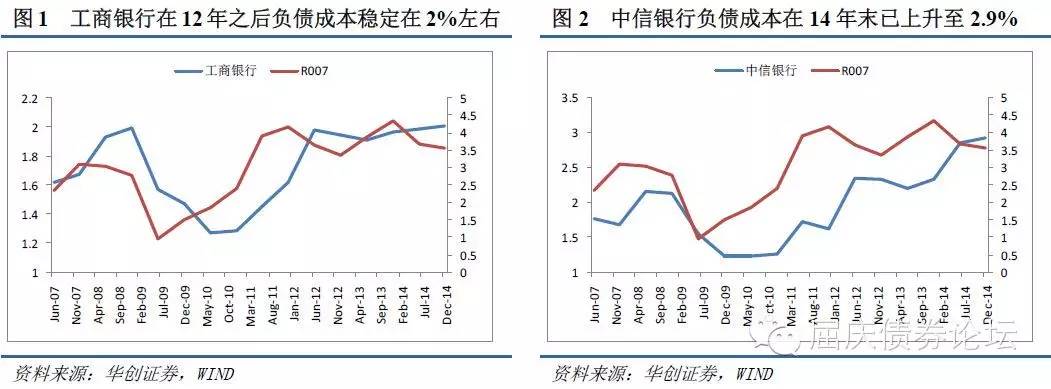 图 1 工商银行在 12 年之后负债成本稳定在 2%左右
工商银行 R007
2.2
2
1.8
1.6
1.4
1.2
1
5
4.5
4
3.5
3
2.5
2
1.5
1
0.5
0
Jun-07
Nov-07
Apr-08
Sep-08
Feb-09
Jul-09
Dec-09
May-10
Oct-10
Mar-11
Aug-11
Jan-12
Jun-12
Nov-12
Apr-13
Sep-13
Feb-14
Jul-14
Dec-14
资料来源：华创证券，WIND
图 2 中信银行负债成本在 14 年末已上升至 2.9%
中信银行 R007
3.5
3
2.5
2
1.5
1
5
4.5
4
3.5
3
2.5
2
1.5
1
0.5
0
Jun-07
Nov-07
Apr-08
Sep-08
Feb-09
Jul-09
Dec-09
May-10
Oct-10
Mar-11
Aug-11
Jan-12
Jun-12
Nov-12
Apr-13
Sep-13
Feb-14
Jul-14
Dec-14
屈庆债券论坛
资料来源：华创证券，WIND